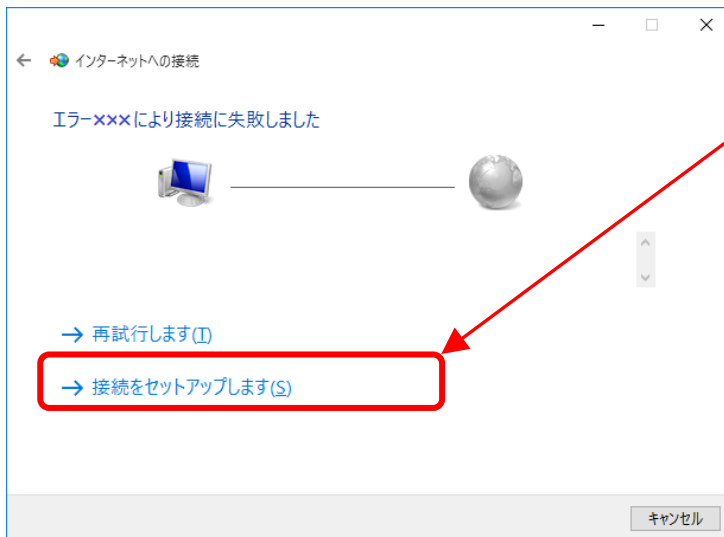 インターネットへの接続
エラー×××により接続に失敗しました
再試行します(T)
接続をセットアップします(S)
キャンセル